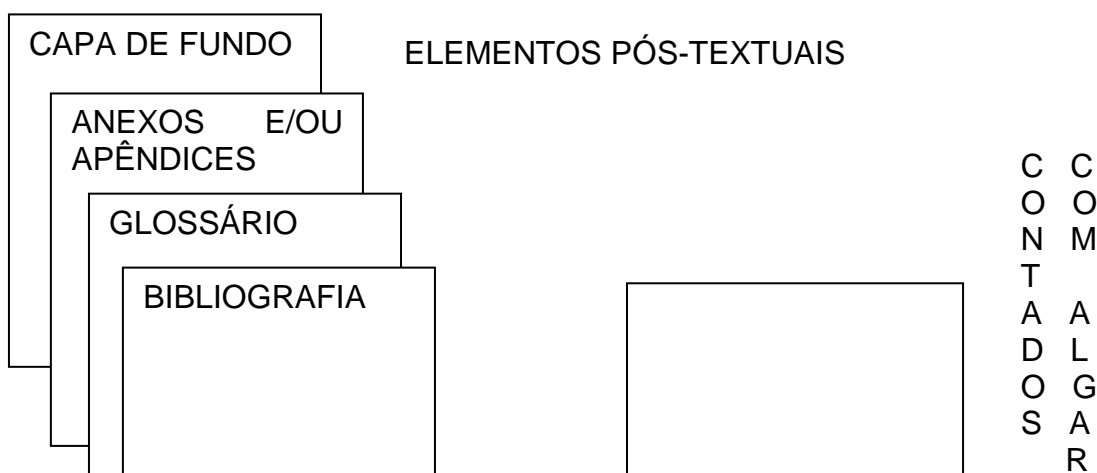 CAPA DE FUNDO
ELEMENTOS PÓS-TEXTUAIS
ANEXOS E/OU
APÊNDICES
GLOSSÁRIO
BIBLIOGRAFIA
CONTADOS
COM ALGAR